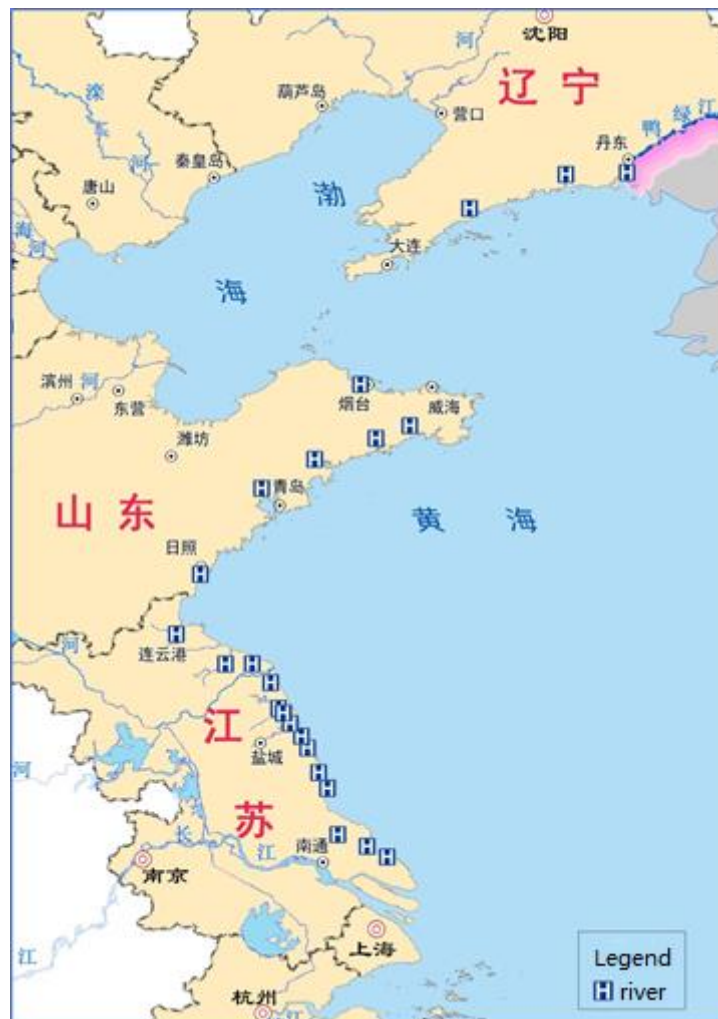 沈阳
河
辽宁
葫芦岛
营口
鸭绿江
丹东
滦
河
秦皇岛
唐山
渤
海
海
河
大连
滨州
河
东营
烟台
威海
潍坊
山东
青岛
黄海
日照
河
连云港
江
盐城
河
苏
长
江
南通
南京
江
上海
杭州
江
Legend
H river